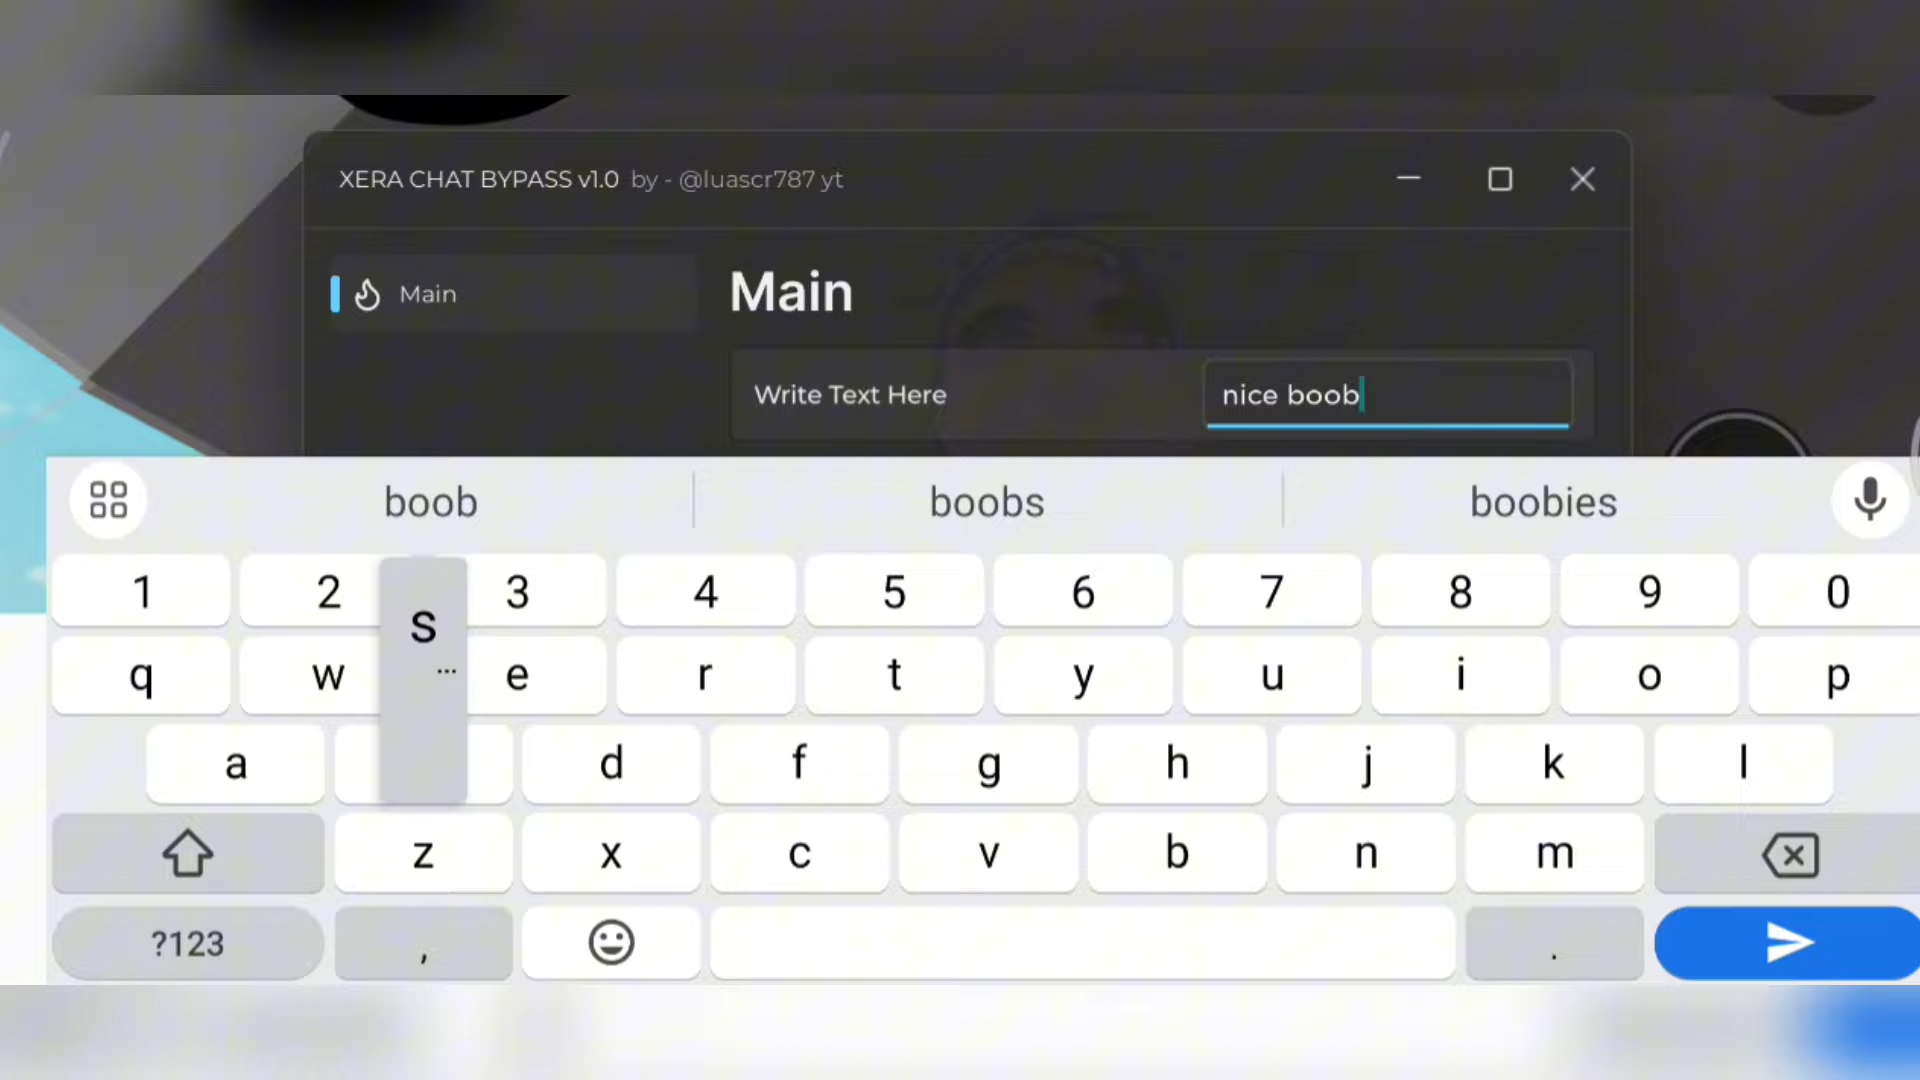 XERA CHAT BYPASS v1.0 by - @luascr787 yt
Main
Main
Write Text Here
nice boob
boob boobs boobies
1 2 3 4 5 6 7 8 9 0
s
...
q w e r t y u i o p
a d f g h j k l
z x c v b n m
?123 , .